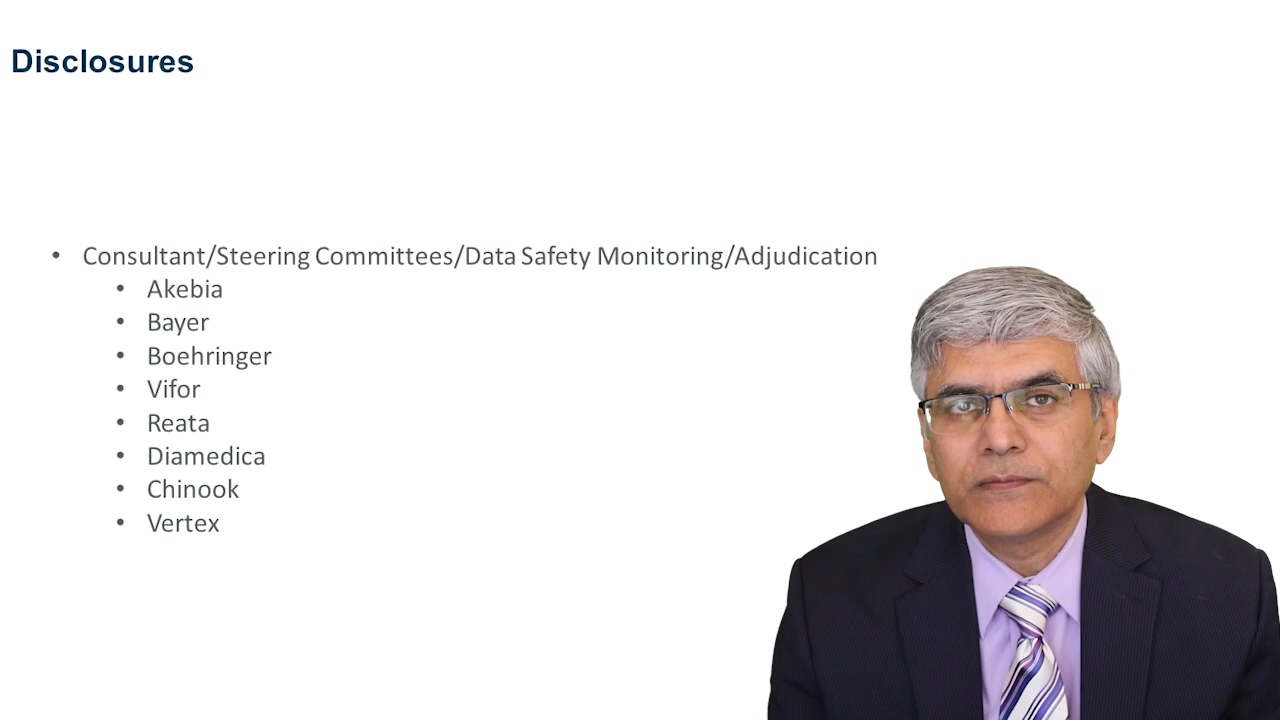 Disclosures
• Consultant/Steering Committees/Data Safety Monitoring/Adjudication
• Akebia
• Bayer
• Boehringer
• Vifor
• Reata
• Diamedica
• Chinook
• Vertex